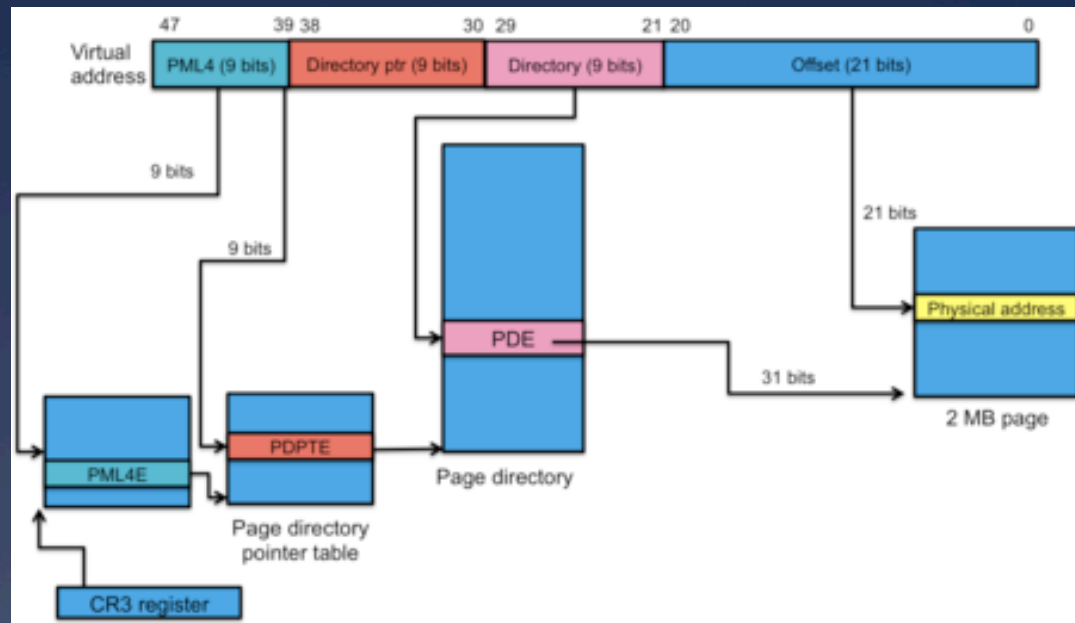 47 39 38 30 29 21 20 0
Virtual
address
PML4 (9 bits) Directory ptr (9 bits) Directory (9 bits) Offset (21 bits)
9 bits
9 bits
21 bits
Physical address
PDE
31 bits
2 MB page
PDPTE
PML4E
Page directory
Page directory
pointer table
CR3 register